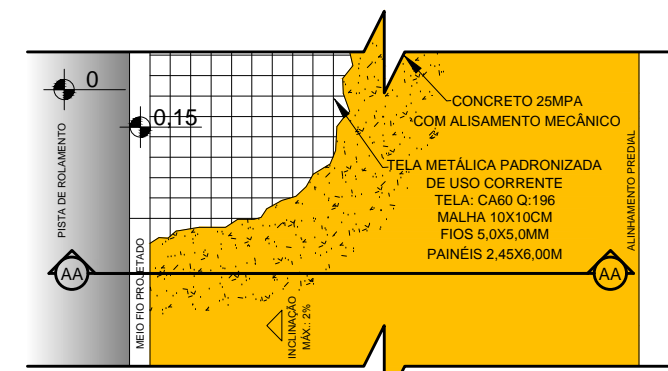 0
0,15
PISTA DE ROLAMENTO
MEIO FIO PROJETADO
CONCRETO 25MPA
COM ALISAMENTO MECÂNICO
TELA METÁLICA PADRONIZADA
DE USO CORRENTE
TELA: CA60 Q:196
MALHA 10X10CM
FIOS 5,0X5,0MM
PAINÉIS 2,45X6,00M
ALINHAMENTO PREDIAL
AA
AA
INCLINAÇÃO
MÁX.: 2%